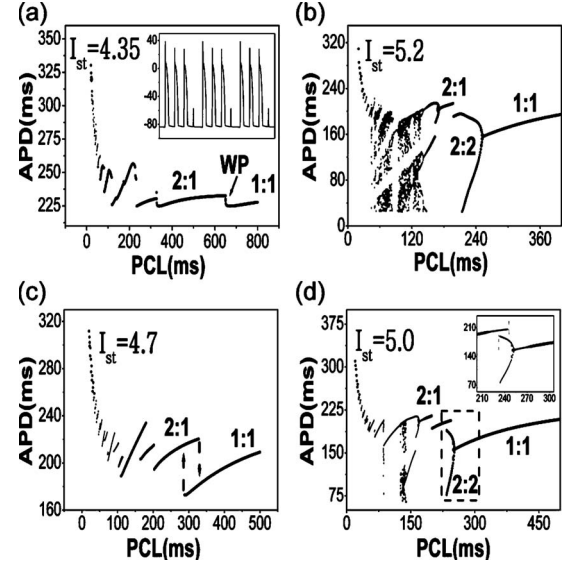 (a)
I_st=4.35
APD(ms)
350
325
300
275
250
225
40
0
-40
-80
2:1
WP
1:1
0 200 400 600 800
PCL(ms)
(b)
I_st=5.2
APD(ms)
320
240
160
80
0
2:1
1:1
2:2
0 120 240 360
PCL(ms)
(c)
I_st=4.7
APD(ms)
320
280
240
200
160
2:1
1:1
0 100 200 300 400 500
PCL(ms)
(d)
I_st=5.0
APD(ms)
375
300
225
150
75
210
140
70
210 240 270 300
2:1
1:1
2:2
0 150 300 450
PCL(ms)